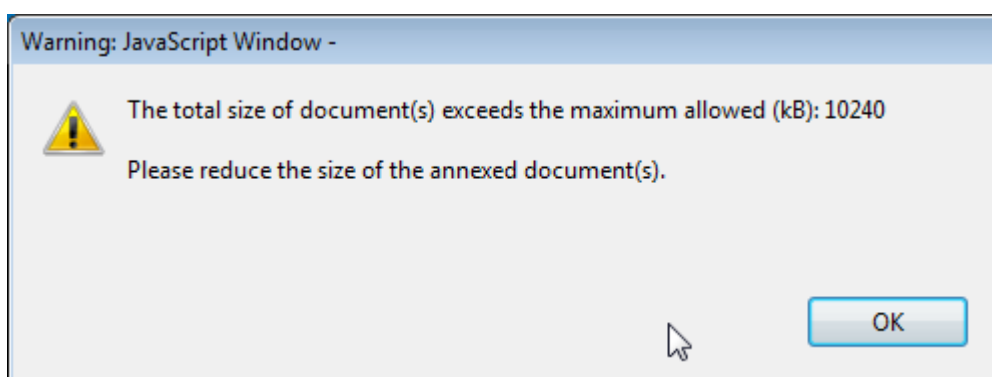 Warning: JavaScript Window -
The total size of document(s) exceeds the maximum allowed (kB): 10240
Please reduce the size of the annexed document(s).
OK